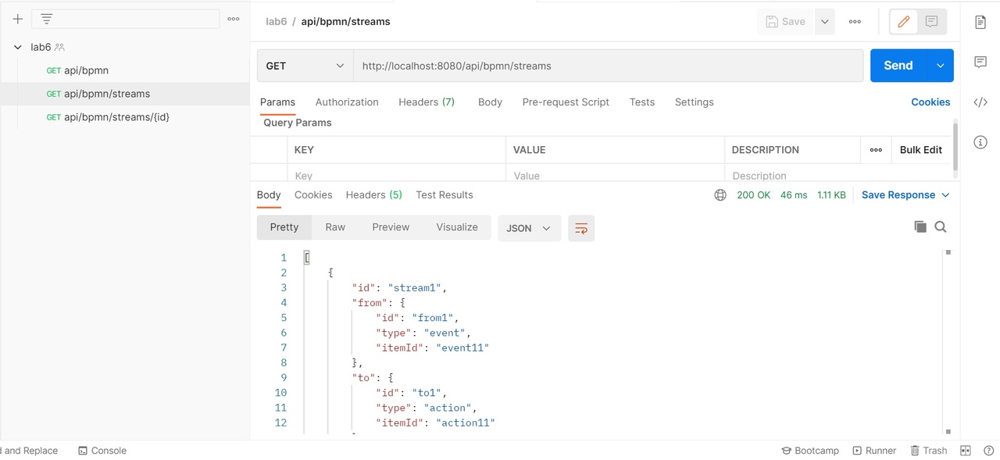 lab6 / api/bpmn/streams
Save
lab6
GET api/bpmn
GET api/bpmn/streams
GET api/bpmn/streams/{id}
GET
http://localhost:8080/api/bpmn/streams
Send
Params Authorization Headers (7) Body Pre-request Script Tests Settings Cookies
Query Params
KEY VALUE DESCRIPTION Bulk Edit
Key Value Description
Body Cookies Headers (5) Test Results 200 OK 46 ms 1.11 KB Save Response
Pretty Raw Preview Visualize JSON
1 [
2 {
3 "id": "stream1",
4 "from": {
5 "id": "from1",
6 "type": "event",
7 "itemId": "event11"
8 },
9 "to": {
10 "id": "to1",
11 "type": "action",
12 "itemId": "action11"
and Replace Console Bootcamp Runner Trash